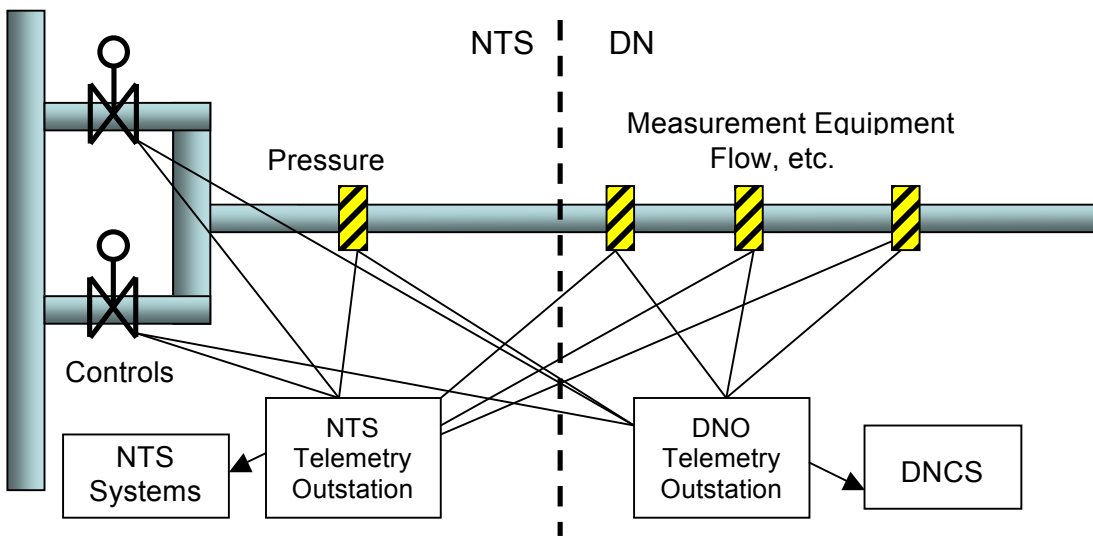 NTS
DN
Measurement Equipment
Flow, etc.
Pressure
Controls
NTS
Systems
NTS
Telemetry
Outstation
DNO
Telemetry
Outstation
DNCS